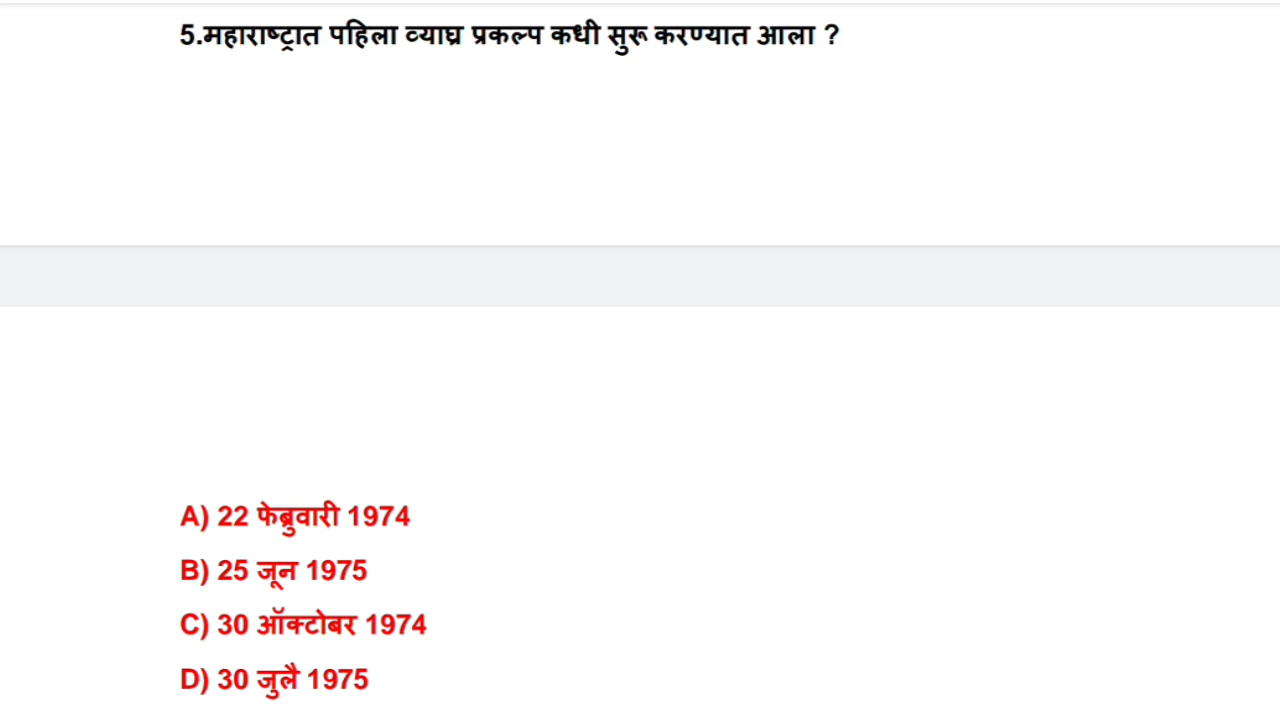 5.महाराष्ट्रात पहिला व्याघ्र प्रकल्प कधी सुरू करण्यात आला ?
A) 22 फेब्रुवारी 1974
B) 25 जून 1975
C) 30 ऑक्टोबर 1974
D) 30 जुलै 1975